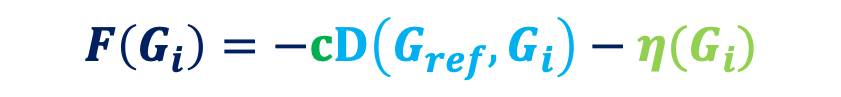 F(G_i) = −cD(G_ref, G_i) − η(G_i)